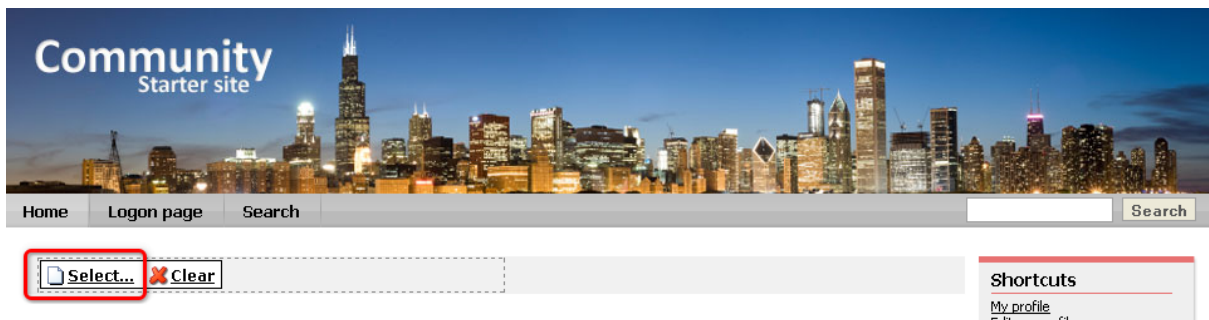 Community
Starter site
Home Logon page Search Search
Select... Clear
Shortcuts
My profile